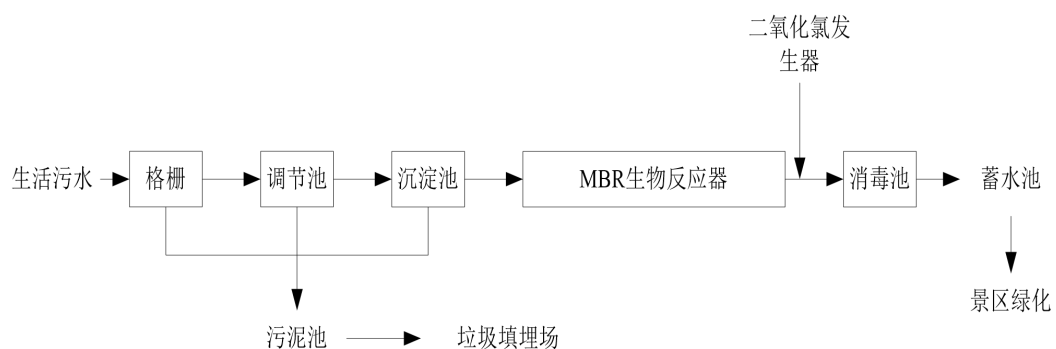 二氧化氯发
生器
生活污水
格栅
调节池
沉淀池
MBR生物反应器
消毒池
蓄水池
景区绿化
污泥池
垃圾填埋场